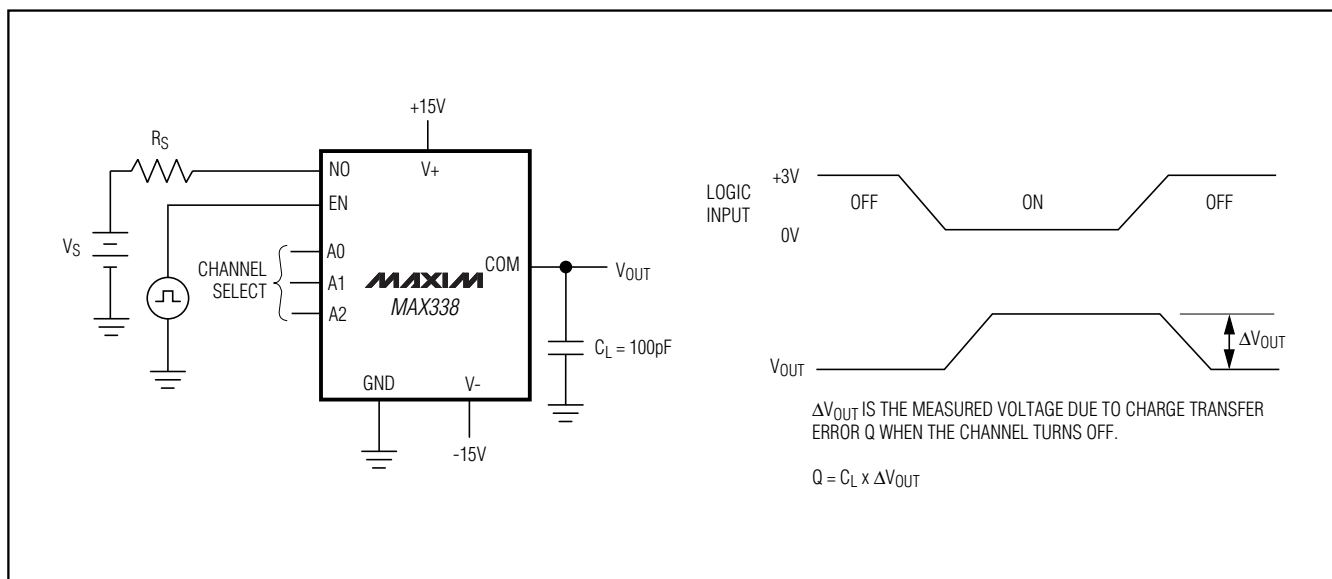 +15V
RS
NO
V+
EN
VS
A0
CHANNEL
SELECT
A1
A2
MAXIM
MAX338
COM
VOUT
CL = 100pF
GND
V-
-15V
LOGIC
INPUT
+3V
0V
OFF
ON
OFF
VOUT
ΔVOUT
ΔVOUT IS THE MEASURED VOLTAGE DUE TO CHARGE TRANSFER
ERROR Q WHEN THE CHANNEL TURNS OFF.
Q = CL x ΔVOUT